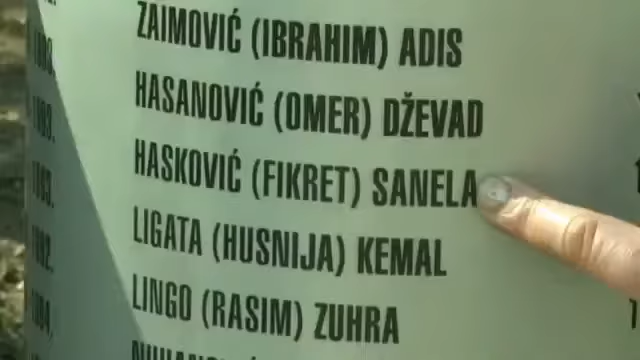 ZAIMOVIĆ (IBRAHIM) ADIS
HASANOVIĆ (OMER) DŽEVAD
HASKOVIĆ (FIKRET) SANELA
LIGATA (HUSNIJA) KEMAL
LINGO (RASIM) ZUHRA